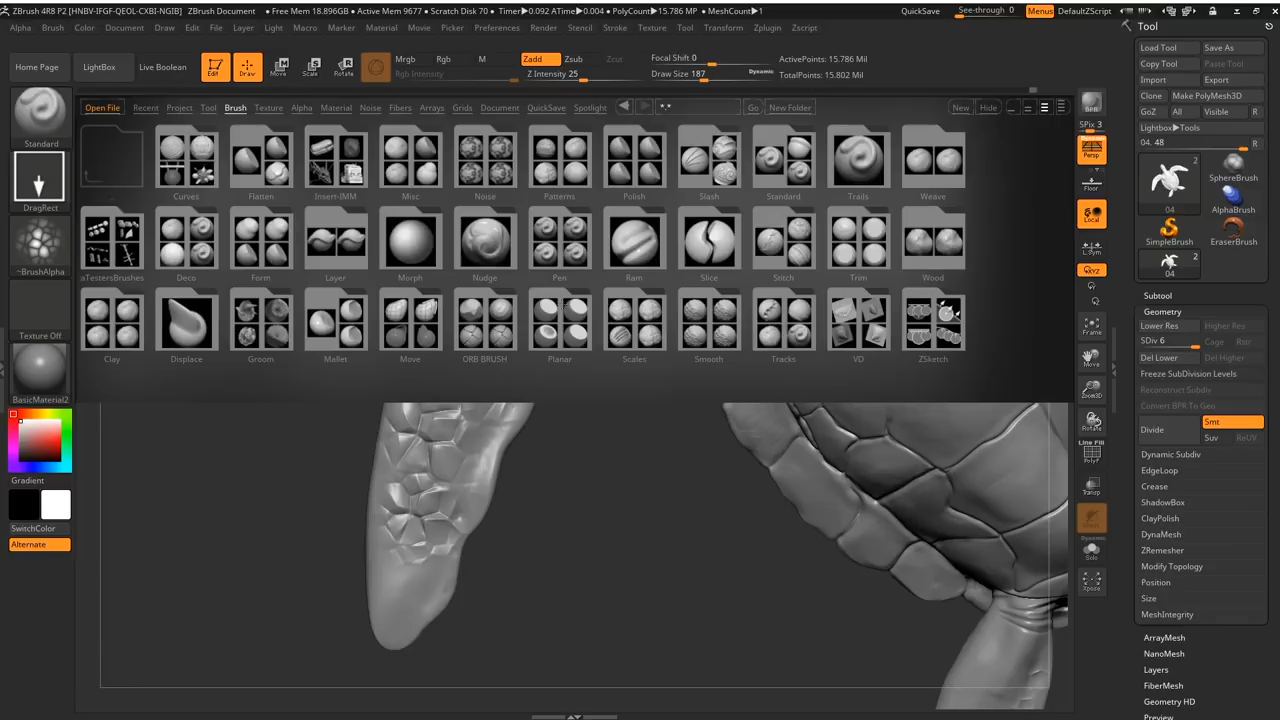 ZBrush 4R8 P2 [HNBV-IFGF-QEOL-CXBI-NGIB] ZBrush Document • Free Mem 18.896GB • Active Mem 9677 • Scratch Disk 70 • Timer▶0.092 ATime▶0.004 • PolyCount▶15.786 MP • MeshCount▶1 QuickSave See-through 0 Menus DefaultZScript
Alpha Brush Color Document Draw Edit File Layer Light Macro Marker Material Movie Picker Preferences Render Stencil Stroke Texture Tool Transform Zplugin Zscript
Home Page LightBox Live Boolean Edit Draw Move Scale Rotate
Mrgb Rgb M Zadd Zsub Zcut Focal Shift 0 ActivePoints: 15.786 Mil
Rgb Intensity Z Intensity 25 Draw Size 187 Dynamic TotalPoints: 15.802 Mil
Open File Recent Project Tool Brush Texture Alpha Material Noise Fibers Arrays Grids Document QuickSave Spotlight *.* Go New Folder New Hide
.. Curves Flatten Insert-IMM Misc Noise Patterns Polish Slash Standard Trails Weave
aTestersBrushes Deco Form Layer Morph Nudge Pen Ram Slice Stitch Trim Wood
Clay Displace Groom Mallet Move ORB BRUSH Planar Scales Smooth Tracks VD ZSketch
Standard
DragRect
~BrushAlpha
Texture Off
BasicMaterial2
Gradient
SwitchColor
Alternate
BPR
SPix 3
Dynamic
Persp
Floor
Local
L.Sym
XYZ
Frame
Move
Zoom3D
Rotate
Line Fill
PolyF
Transp
Dynamic
Solo
Xpose
Tool
Load Tool Save As
Copy Tool Paste Tool
Import Export
Clone Make PolyMesh3D
GoZ All Visible R
Lightbox▶Tools
04. 48 R
2
04
SphereBrush
AlphaBrush
SimpleBrush EraserBrush
2
04
Subtool
Geometry
Lower Res Higher Res
SDiv 6 Cage Rstr
Del Lower Del Higher
Freeze SubDivision Levels
Reconstruct Subdiv
Convert BPR To Geo
Divide Smt
Suv ReUV
Dynamic Subdiv
EdgeLoop
Crease
ShadowBox
ClayPolish
DynaMesh
ZRemesher
Modify Topology
Position
Size
MeshIntegrity
ArrayMesh
NanoMesh
Layers
FiberMesh
Geometry HD
Preview